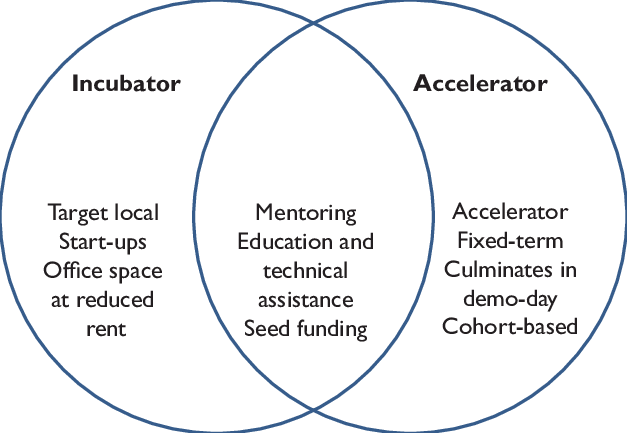 Incubator
Accelerator
Target local
Start-ups
Office space
at reduced
rent
Mentoring
Education and
technical
assistance
Seed funding
Accelerator
Fixed-term
Culminates in
demo-day
Cohort-based